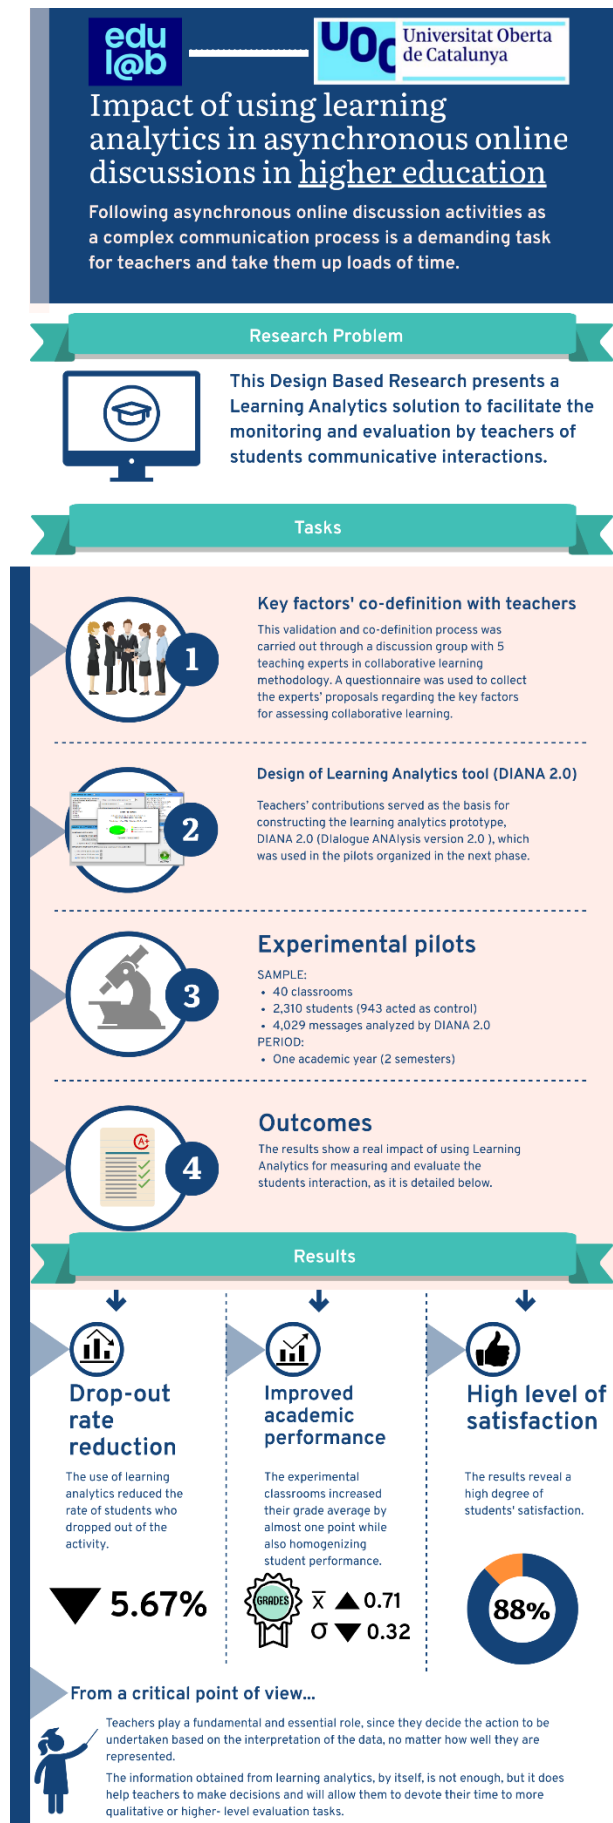 edu
l@b
UOC
Universitat Oberta
de Catalunya
Impact of using learning
analytics in asynchronous online
discussions in higher education
Following asynchronous online discussion activities as
a complex communication process is a demanding task
for teachers and take them up loads of time.
Research Problem
This Design Based Research presents a
Learning Analytics solution to facilitate the
monitoring and evaluation by teachers of
students communicative interactions.
Tasks
1
Key factors' co-definition with teachers
This validation and co-definition process was
carried out through a discussion group with 5
teaching experts in collaborative learning
methodology. A questionnaire was used to collect
the experts' proposals regarding the key factors
for assessing collaborative learning.
2
Design of Learning Analytics tool (DIANA 2.0)
Teachers' contributions served as the basis for
constructing the learning analytics prototype,
DIANA 2.0 (DIalogue ANAlysis version 2.0 ), which
was used in the pilots organized in the next phase.
3
Experimental pilots
SAMPLE:
• 40 classrooms
• 2,310 students (943 acted as control)
• 4,029 messages analyzed by DIANA 2.0
PERIOD:
• One academic year (2 semesters)
A+
4
Outcomes
The results show a real impact of using Learning
Analytics for measuring and evaluate the
students interaction, as it is detailed below.
Results
Drop-out
rate
reduction
The use of learning
analytics reduced the
rate of students who
dropped out of the
activity.
5.67%
Improved
academic
performance
The experimental
classrooms increased
their grade average by
almost one point while
also homogenizing
student performance.
GRADES
x̅ ▲ 0.71
σ ▼ 0.32
High level of
satisfaction
The results reveal a
high degree of
students' satisfaction.
88%
From a critical point of view...
Teachers play a fundamental and essential role, since they decide the action to be
undertaken based on the interpretation of the data, no matter how well they are
represented.
The information obtained from learning analytics, by itself, is not enough, but it does
help teachers to make decisions and will allow them to devote their time to more
qualitative or higher- level evaluation tasks.